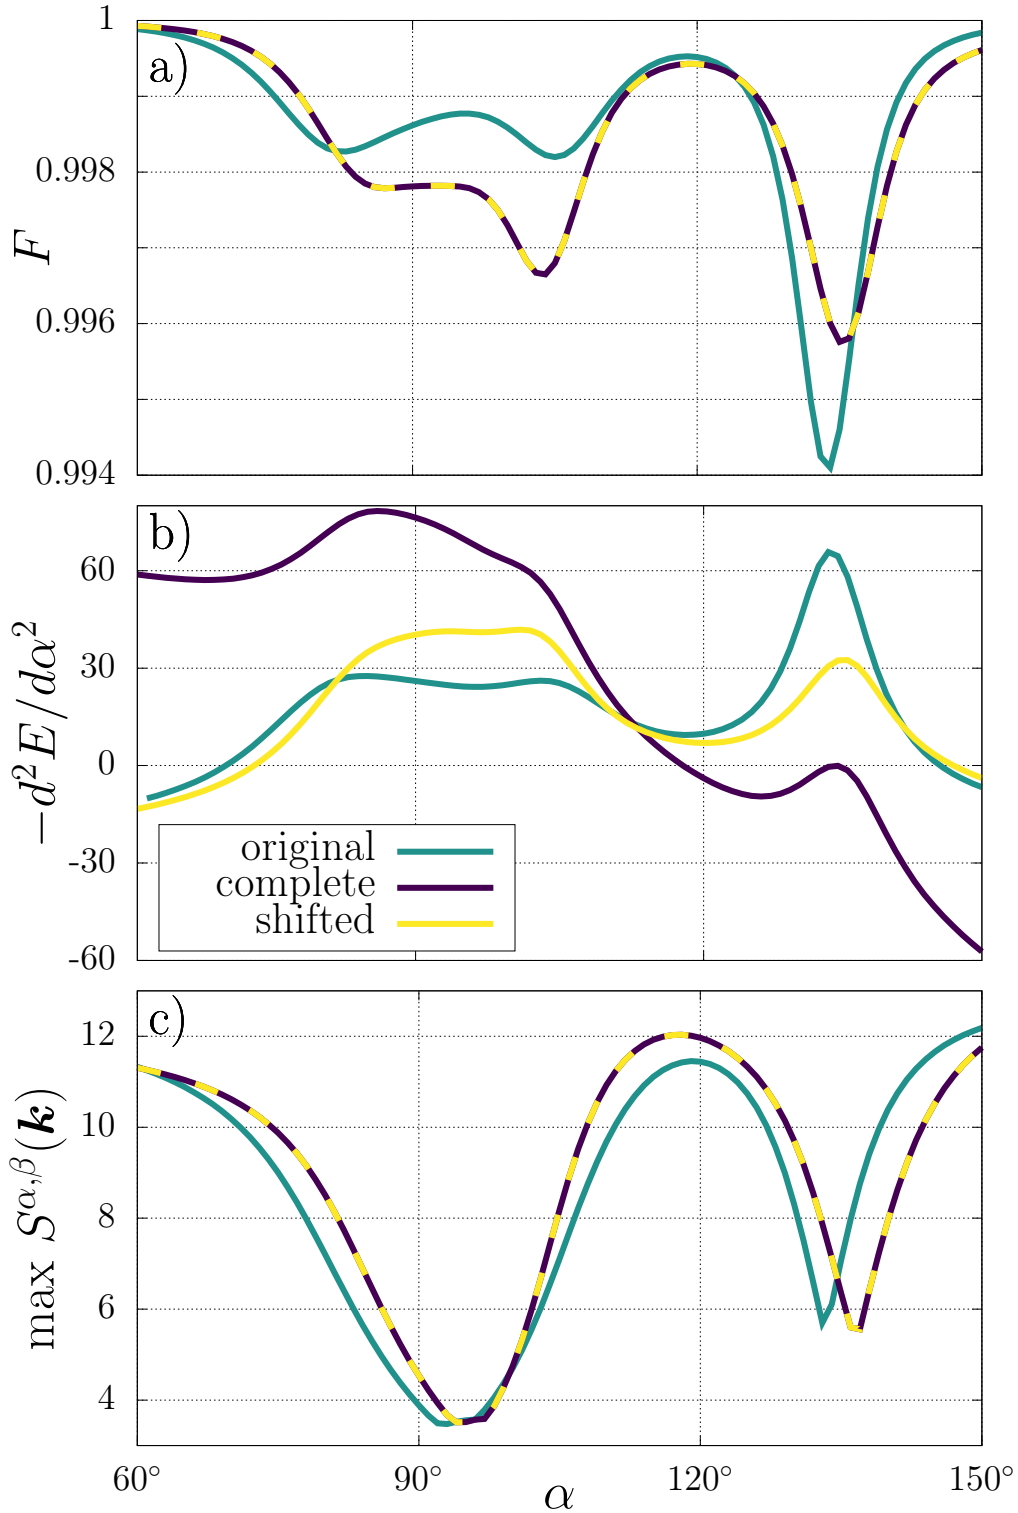 1
a)
0.998
F
0.996
0.994
b)
60
30
−d²E/dα²
0
-30
-60
original
complete
shifted
c)
12
10
max S^{α,β}(k)
8
6
4
60° 90° 120° 150°
α